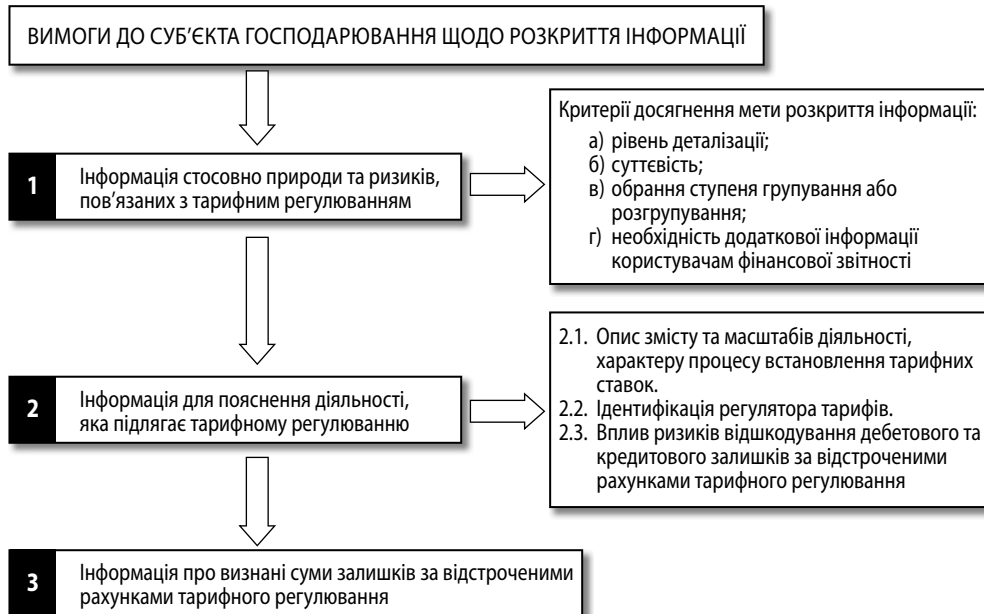 ВИМОГИ ДО СУБ’ЄКТА ГОСПОДАРЮВАННЯ ЩОДО РОЗКРИТТЯ ІНФОРМАЦІЇ
1
Інформація стосовно природи та ризиків,
пов’язаних з тарифним регулюванням
Критерії досягнення мети розкриття інформації:
а) рівень деталізації;
б) суттєвість;
в) обрання ступеня групування або
розгрупування;
г) необхідність додаткової інформації
користувачам фінансової звітності
2
Інформація для пояснення діяльності,
яка підлягає тарифному регулюванню
2.1. Опис змісту та масштабів діяльності,
характеру процесу встановлення тарифних
ставок.
2.2. Ідентифікація регулятора тарифів.
2.3. Вплив ризиків відшкодування дебетового та
кредитового залишків за відстроченими
рахунками тарифного регулювання
3
Інформація про визнані суми залишків за відстроченими
рахунками тарифного регулювання